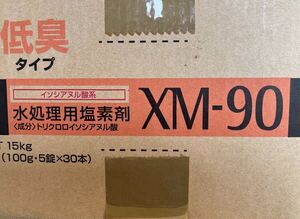 低臭
タイプ
イソシアヌル酸系
水処理用塩素剤 XM-90
〈成分〉トリクロロイソシアヌル酸
15kg
(100g・5錠×30本)